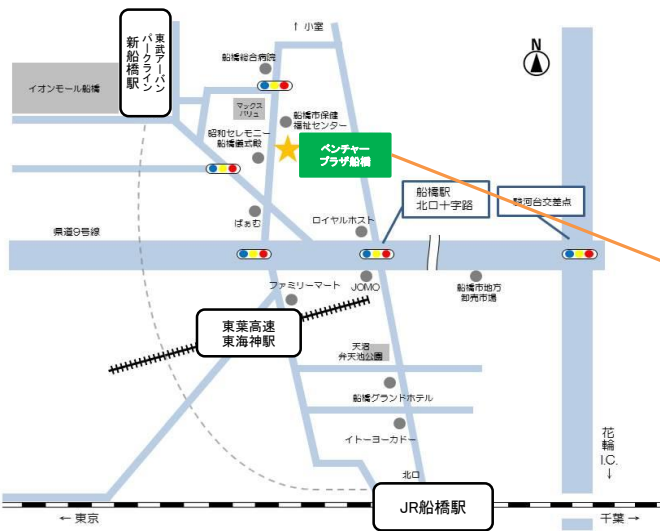 ↑ 小室
N
東武アーバン
パークライン
新船橋駅
船橋総合病院
イオンモール船橋
マックス
バリュ
船橋市保健
福祉センター
昭和セレモニー
船橋儀式殿
ベンチャー
プラザ船橋
船橋駅
北口十字路
駿河台交差点
ばぁむ
ロイヤルホスト
県道9号線
ファミリーマート
JOMO
船橋市地方
卸売市場
東葉高速
東海神駅
天沼
弁天池公園
船橋グランドホテル
イトーヨーカドー
花輪
I.C.
↓
北口
JR船橋駅
← 東京
千葉 →